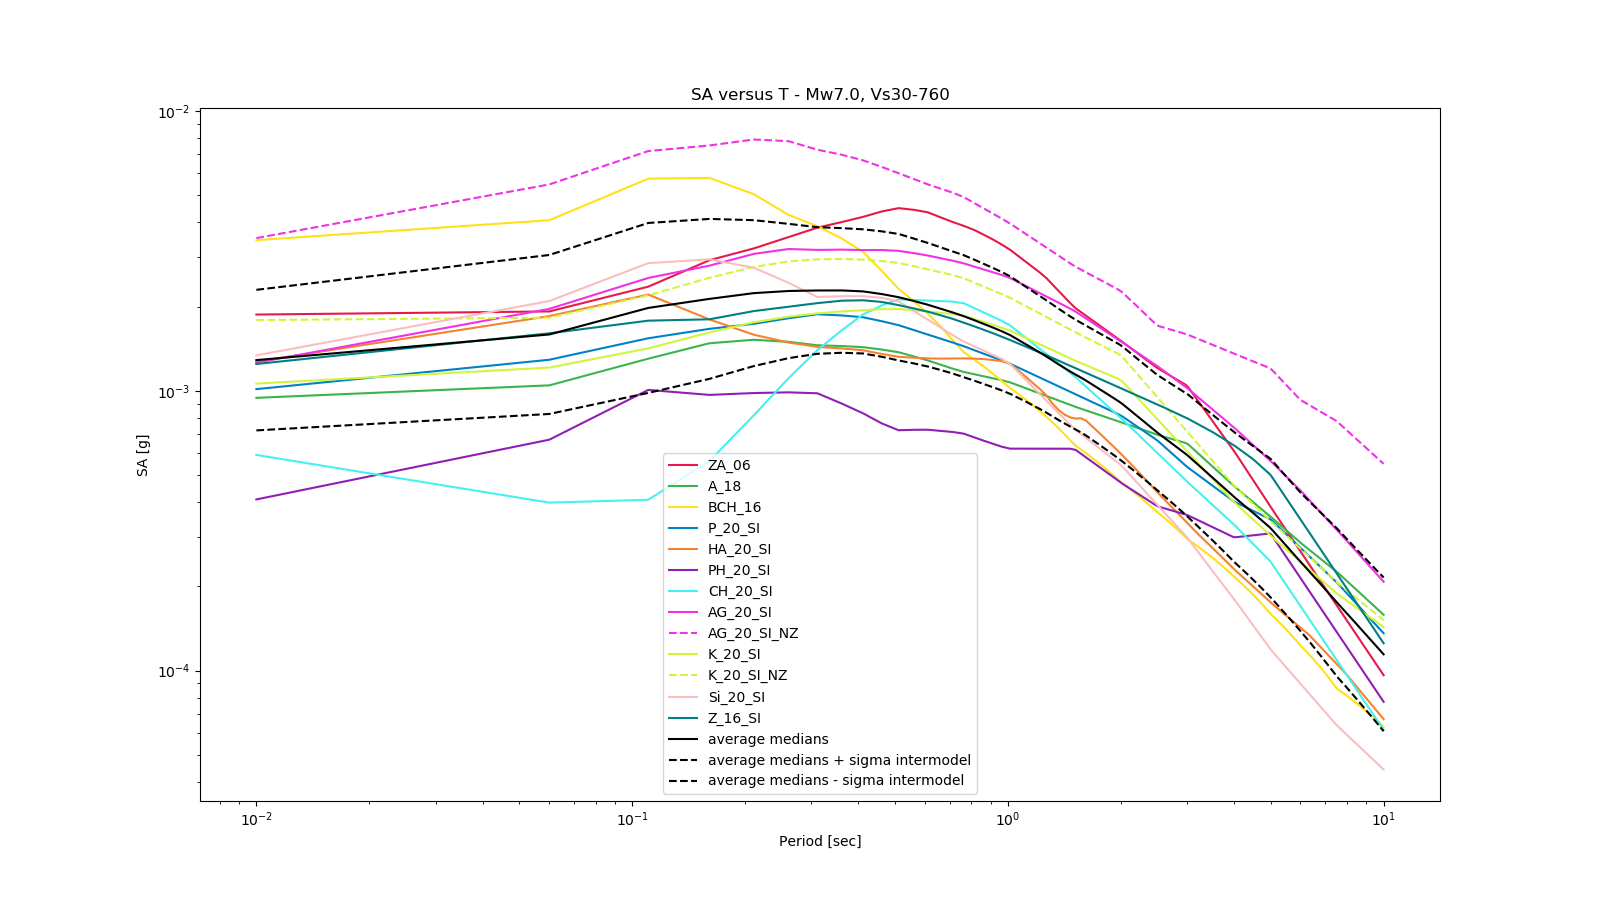 SA versus T - Mw7.0, Vs30-760
10⁻²
10⁻³
10⁻⁴
SA [g]
ZA_06
A_18
BCH_16
P_20_SI
HA_20_SI
PH_20_SI
CH_20_SI
AG_20_SI
AG_20_SI_NZ
K_20_SI
K_20_SI_NZ
Si_20_SI
Z_16_SI
average medians
average medians + sigma intermodel
average medians - sigma intermodel
10⁻² 10⁻¹ 10⁰ 10¹
Period [sec]